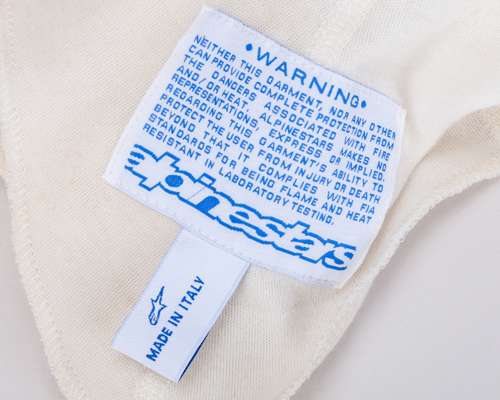 •WARNING•
NEITHER THIS GARMENT, NOR ANY OTHER
CAN PROVIDE COMPLETE PROTECTION FROM
THE DANGERS ASSOCIATED WITH FIRE
AND/OR HEAT. ALPINESTARS MAKES NO
REPRESENTATIONS, EXPRESS OR IMPLIED,
REGARDING THIS GARMENT'S ABILITY TO
PROTECT THE USER FROM INJURY OR DEATH
BEYOND THAT IT COMPLIES WITH FIA
STANDARDS FOR BEING FLAME AND HEAT
RESISTANT IN LABORATORY TESTING.
alpinestars
MADE IN ITALY